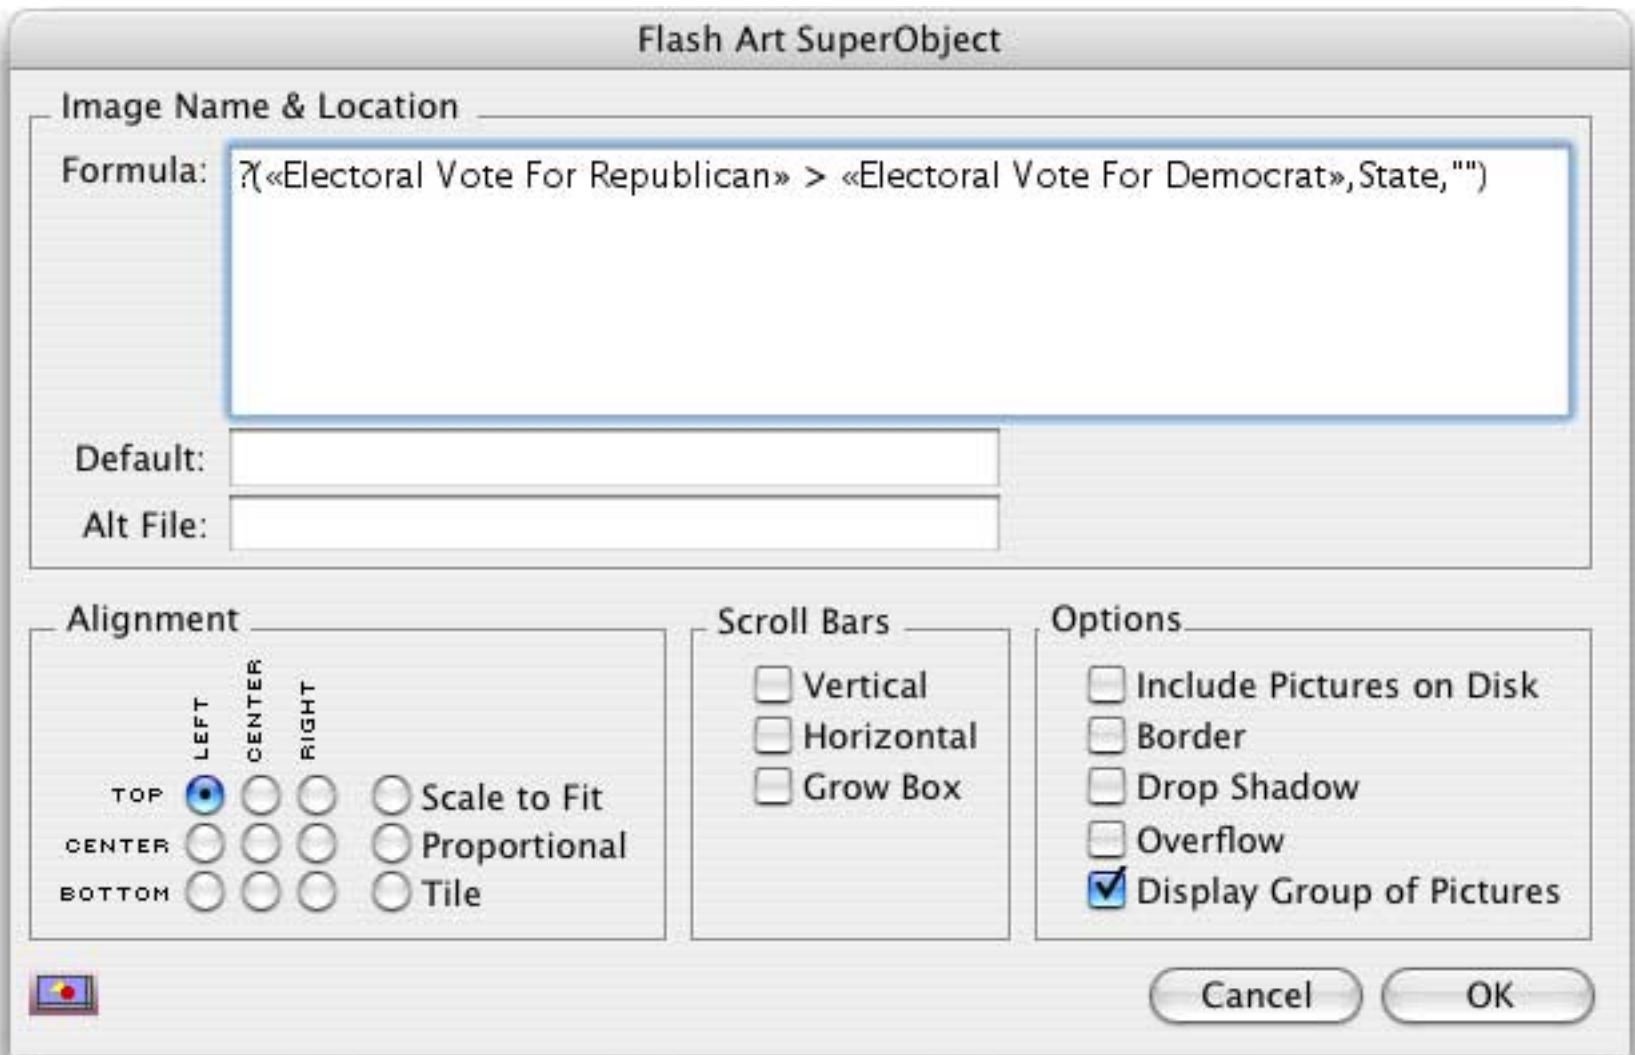 Flash Art SuperObject
Image Name & Location
Formula:
?(«Electoral Vote For Republican» > «Electoral Vote For Democrat»,State,"")
Default:
Alt File:
Alignment
LEFT
CENTER
RIGHT
TOP
Scale to Fit
CENTER
Proportional
BOTTOM
Tile
Scroll Bars
Vertical
Horizontal
Grow Box
Options
Include Pictures on Disk
Border
Drop Shadow
Overflow
Display Group of Pictures
Cancel
OK